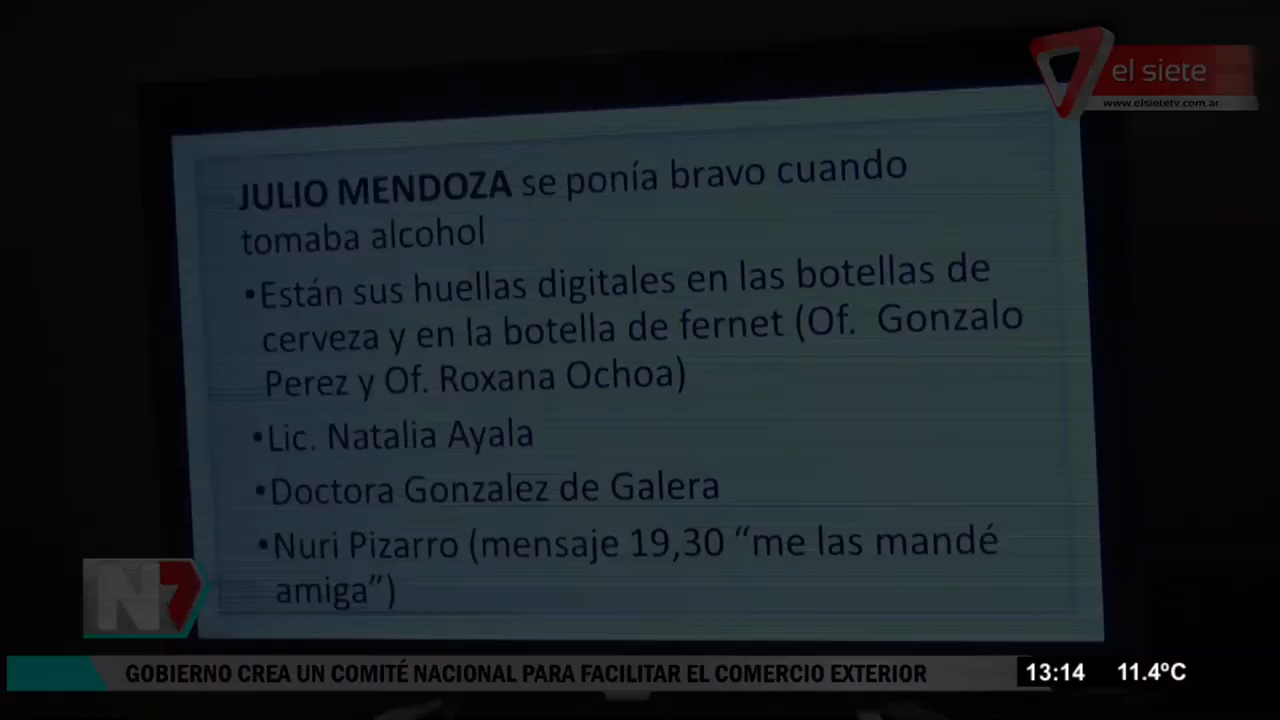 el siete
www.elsietetv.com.ar
JULIO MENDOZA se ponía bravo cuando
tomaba alcohol
•Están sus huellas digitales en las botellas de
cerveza y en la botella de fernet (Of. Gonzalo
Perez y Of. Roxana Ochoa)
•Lic. Natalia Ayala
•Doctora Gonzalez de Galera
•Nuri Pizarro (mensaje 19,30 “me las mandé
amiga”)
N7
GOBIERNO CREA UN COMITÉ NACIONAL PARA FACILITAR EL COMERCIO EXTERIOR
13:14 11.4ºC